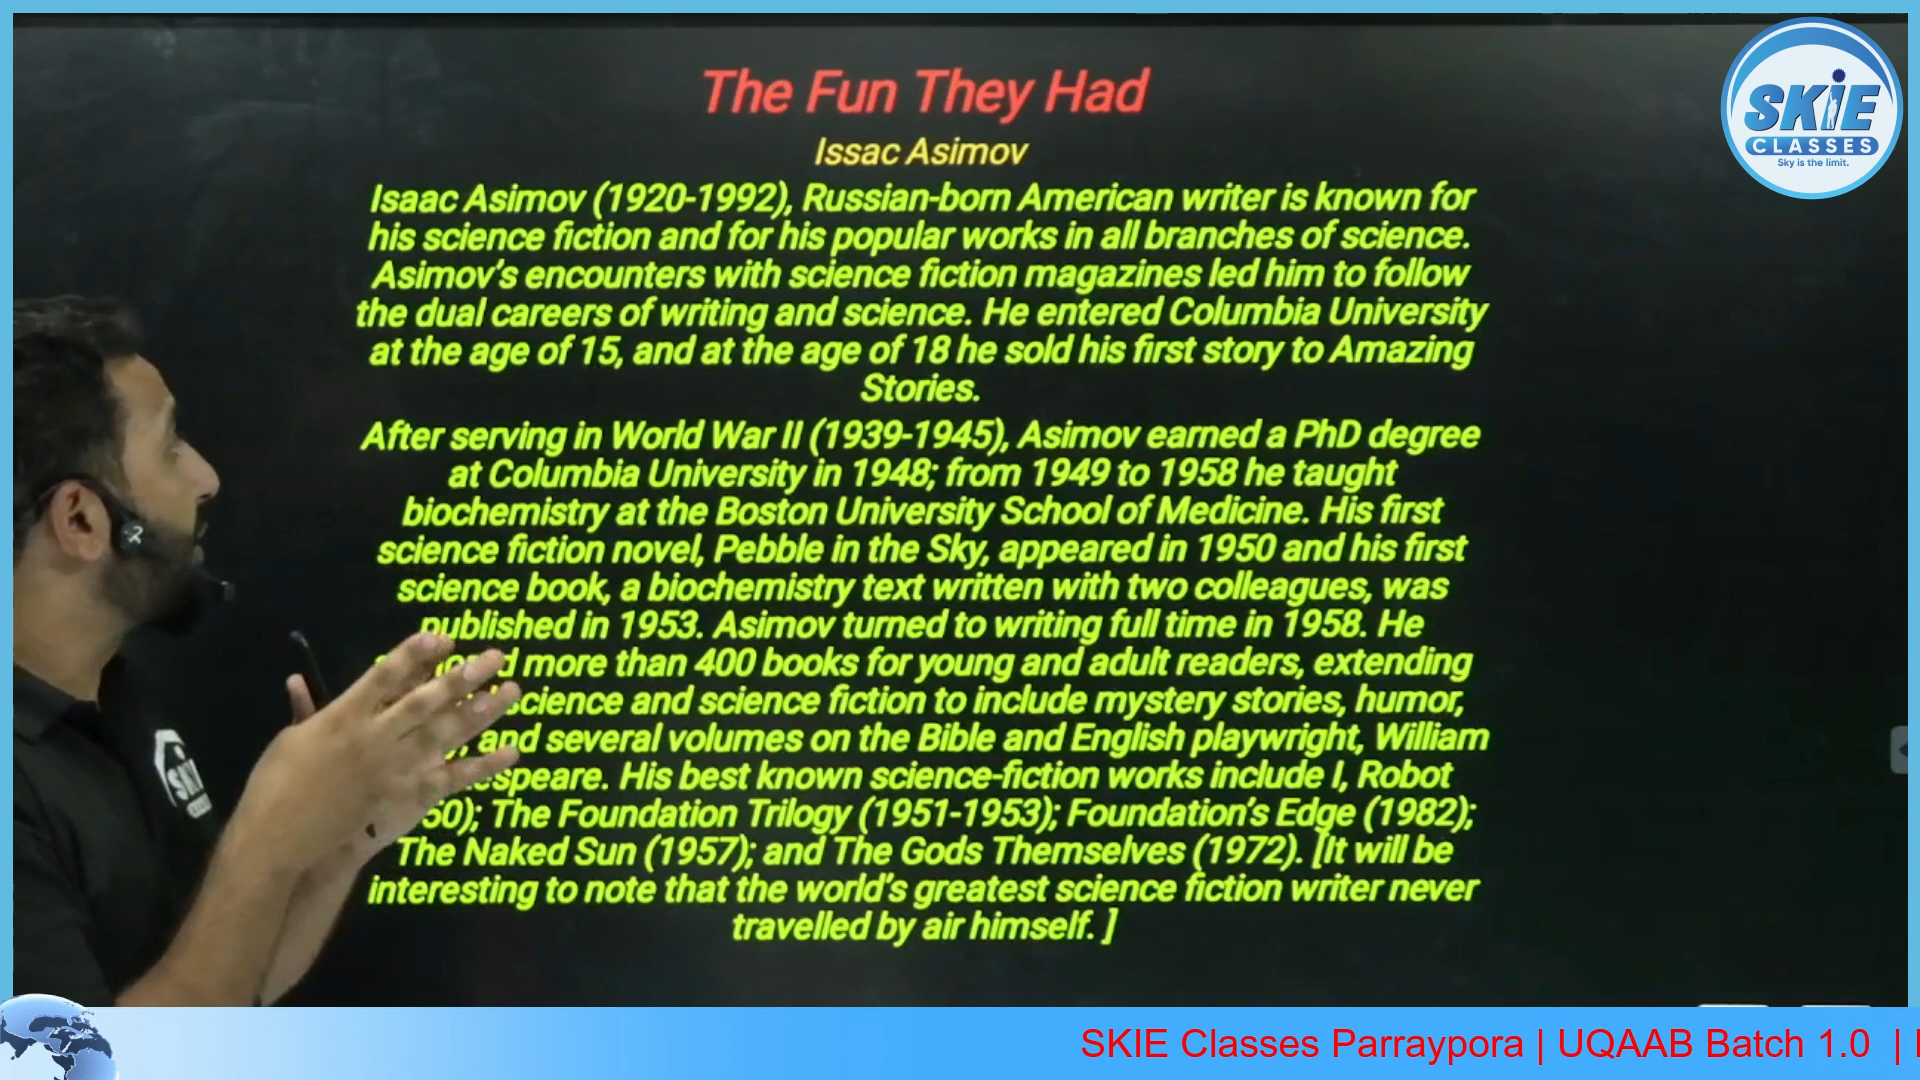 The Fun They Had
Issac Asimov
Isaac Asimov (1920-1992), Russian-born American writer is known for
his science fiction and for his popular works in all branches of science.
Asimov's encounters with science fiction magazines led him to follow
the dual careers of writing and science. He entered Columbia University
at the age of 15, and at the age of 18 he sold his first story to Amazing
Stories.
After serving in World War II (1939-1945), Asimov earned a PhD degree
at Columbia University in 1948; from 1949 to 1958 he taught
biochemistry at the Boston University School of Medicine. His first
science fiction novel, Pebble in the Sky, appeared in 1950 and his first
science book, a biochemistry text written with two colleagues, was
published in 1953. Asimov turned to writing full time in 1958. He
more than 400 books for young and adult readers, extending
science and science fiction to include mystery stories, humor,
and several volumes on the Bible and English playwright, William
His best known science-fiction works include I, Robot
The Foundation Trilogy (1951-1953); Foundation's Edge (1982);
The Naked Sun (1957); and The Gods Themselves (1972). [It will be
interesting to note that the world's greatest science fiction writer never
travelled by air himself. ]
SKiE
CLASSES
Sky is the limit.
SKIE Classes Parraypora | UQAAB Batch 1.0 |